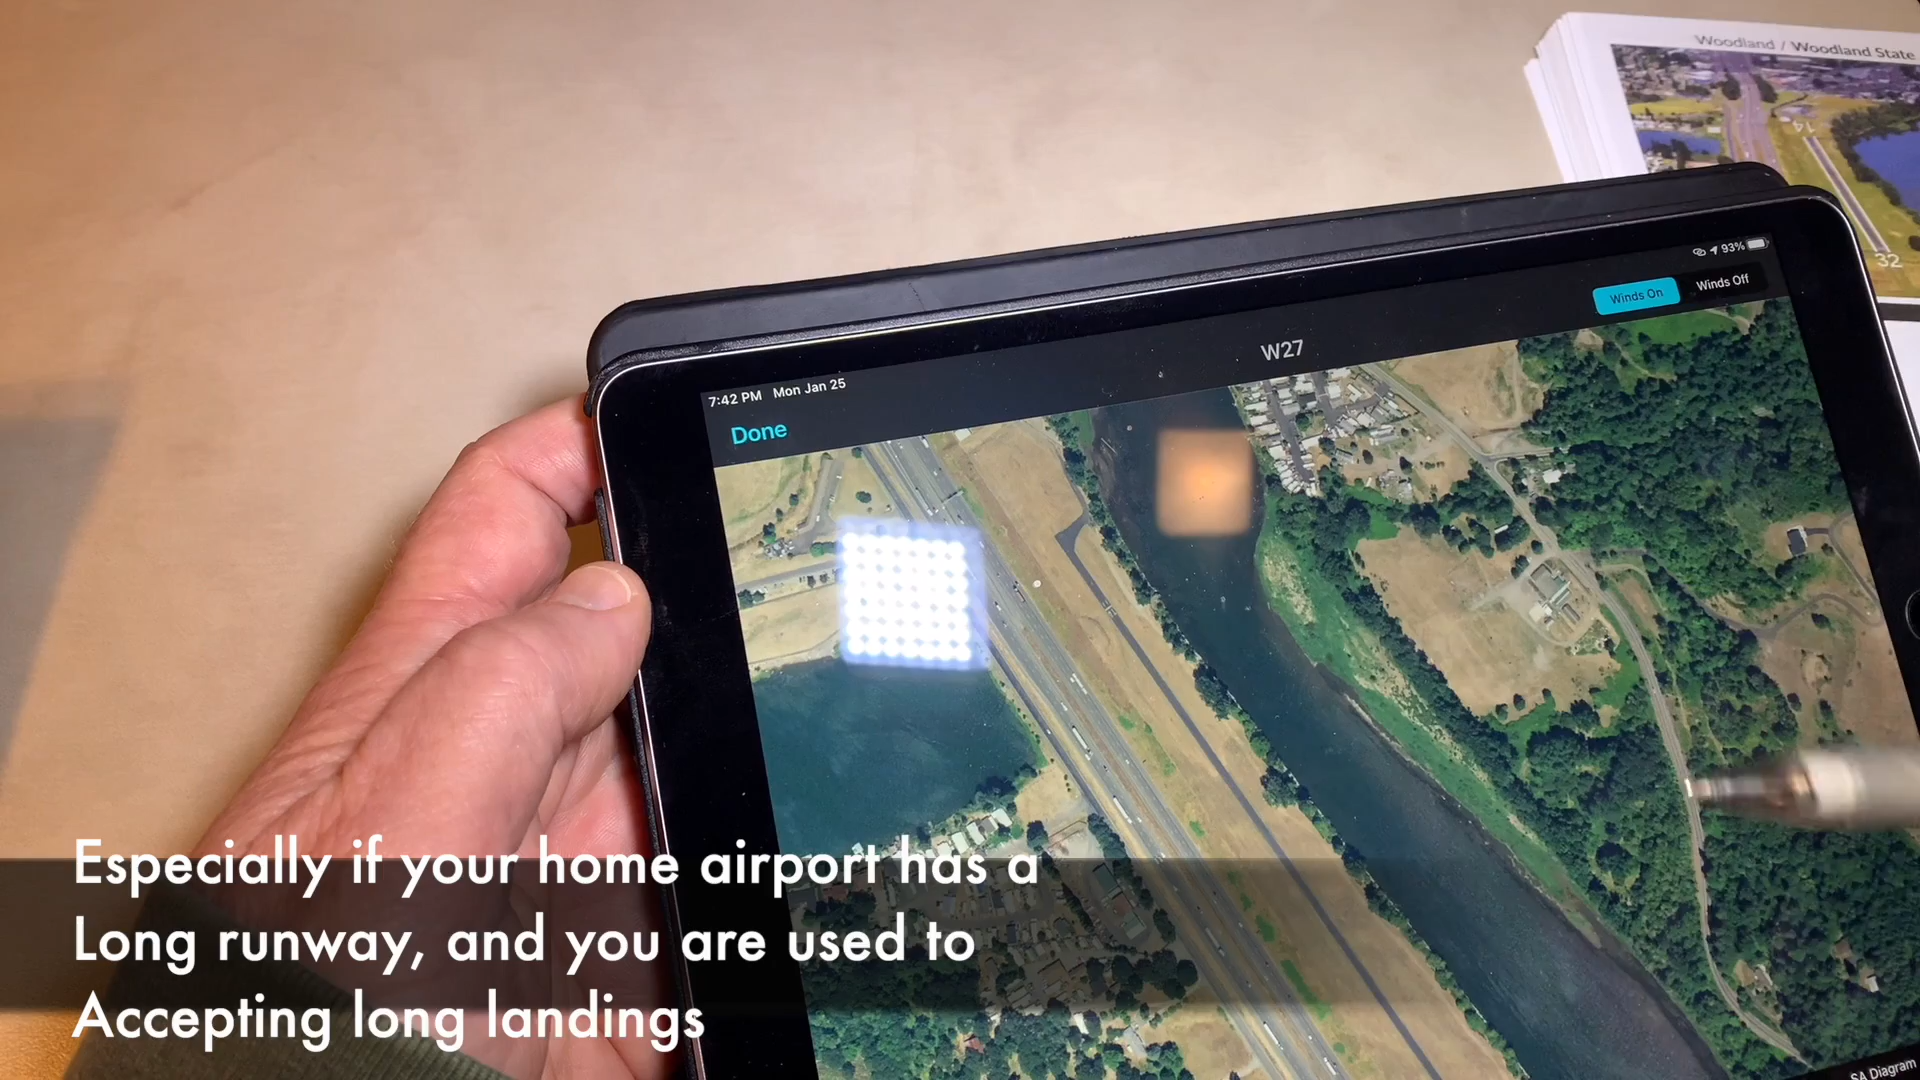 Woodland / Woodland State
14
32
93%
Winds On
Winds Off
W27
7:42 PM Mon Jan 25
Done
SA Diagram
Especially if your home airport has a
Long runway, and you are used to
Accepting long landings